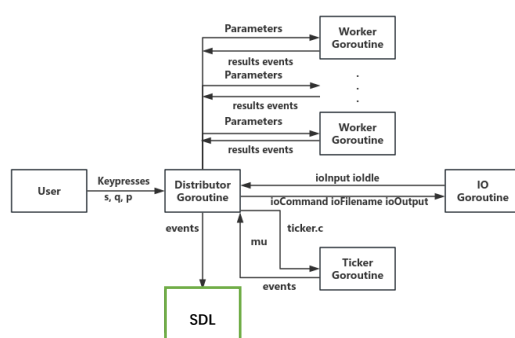 Parameters
Worker
Goroutine
results events
Parameters
.
.
.
results events
Parameters
Worker
Goroutine
results events
User
Keypresses
s, q, p
Distributor
Goroutine
ioInput ioIdle
IO
Goroutine
ioCommand ioFilename ioOutput
events
mu
ticker.c
Ticker
Goroutine
events
SDL